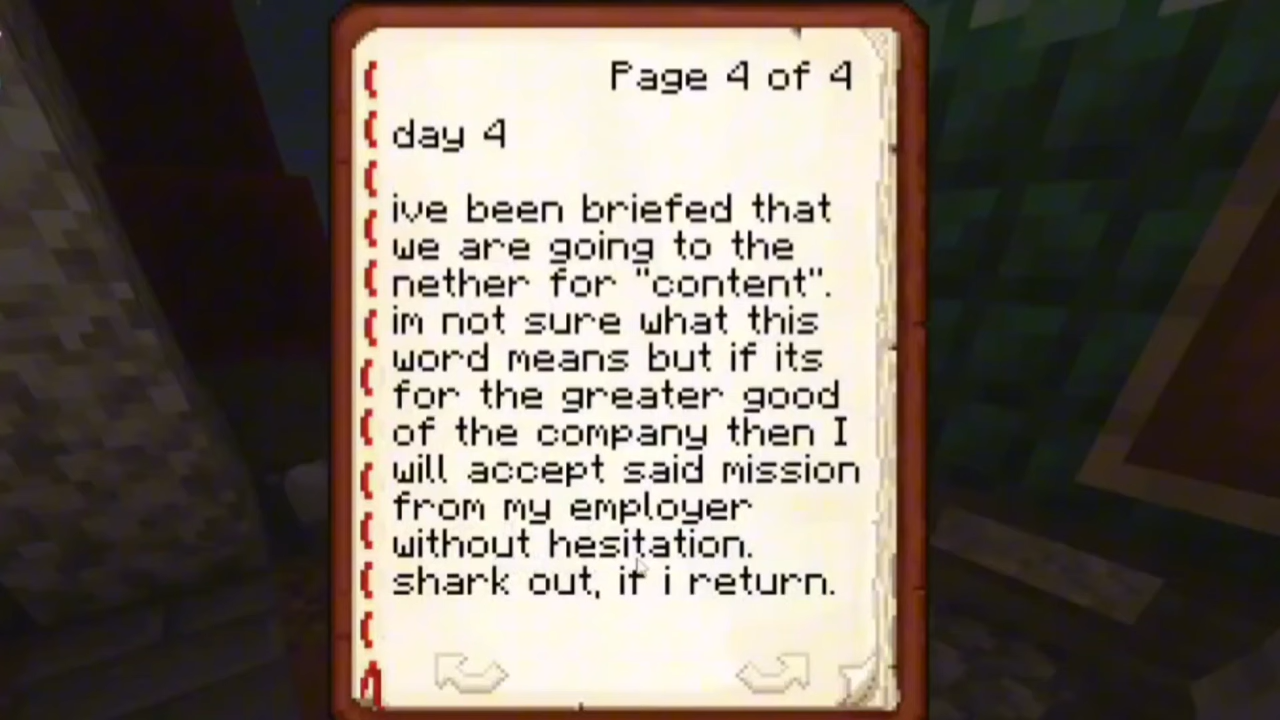 Page 4 of 4
day 4
ive been briefed that
we are going to the
nether for "content".
im not sure what this
word means but if its
for the greater good
of the company then I
will accept said mission
from my employer
without hesitation.
shark out, if i return.